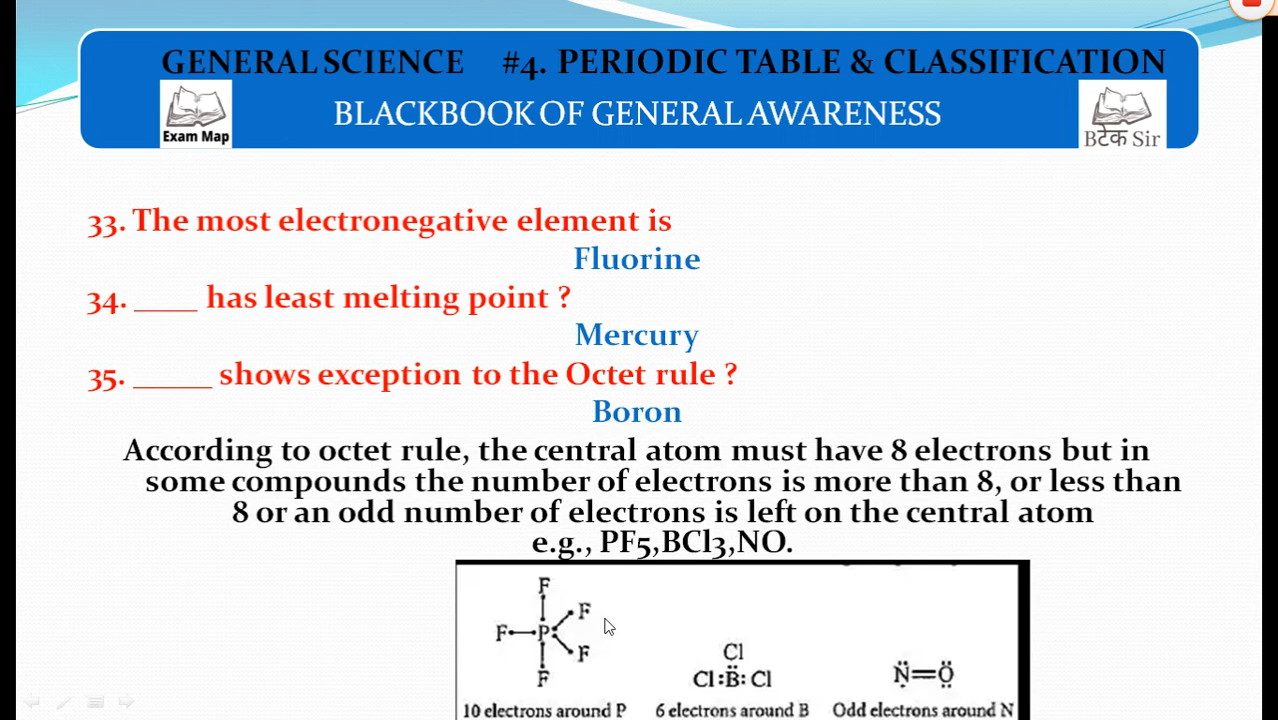 GENERAL SCIENCE #4. PERIODIC TABLE & CLASSIFICATION
BLACKBOOK OF GENERAL AWARENESS
Exam Map
Bटेक Sir
33. The most electronegative element is
Fluorine
34. ____ has least melting point ?
Mercury
35. _____ shows exception to the Octet rule ?
Boron
According to octet rule, the central atom must have 8 electrons but in
some compounds the number of electrons is more than 8, or less than
8 or an odd number of electrons is left on the central atom
e.g., PF5,BCl3,NO.
F
F
F P
F
F
Cl
Cl :B: Cl
N=O
10 electrons around P
6 electrons around B
Odd electrons around N